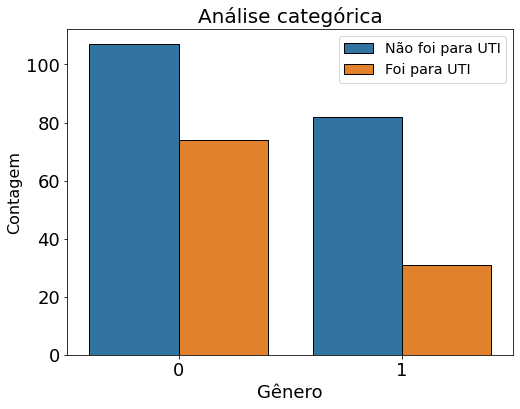 Análise categórica
Não foi para UTI
Foi para UTI
100
80
60
40
20
0
Contagem
0
1
Gênero